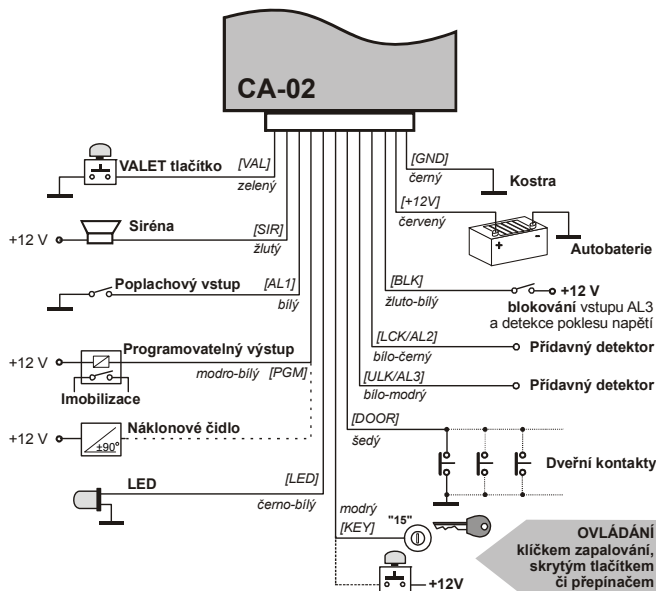 CA-02
VALET tlačítko
[VAL]
zelený
+12 V
Siréna
[SIR]
žlutý
Poplachový vstup
[AL1]
bílý
+12 V
Programovatelný výstup
modro-bílý [PGM]
Imobilizace
+12 V
Náklonové čidlo
±90°
LED
[LED]
černo-bílý
[GND]
černý
Kostra
[+12V]
červený
+
-
Autobaterie
[BLK]
žluto-bílý
+12 V
blokování vstupu AL3
a detekce poklesu napětí
[LCK/AL2]
bílo-černý
Přídavný detektor
[ULK/AL3]
bílo-modrý
Přídavný detektor
[DOOR]
šedý
Dveřní kontakty
modrý
[KEY]
"15"
+12V
OVLÁDÁNÍ
klíčkem zapalování,
skrytým tlačítkem
či přepínačem